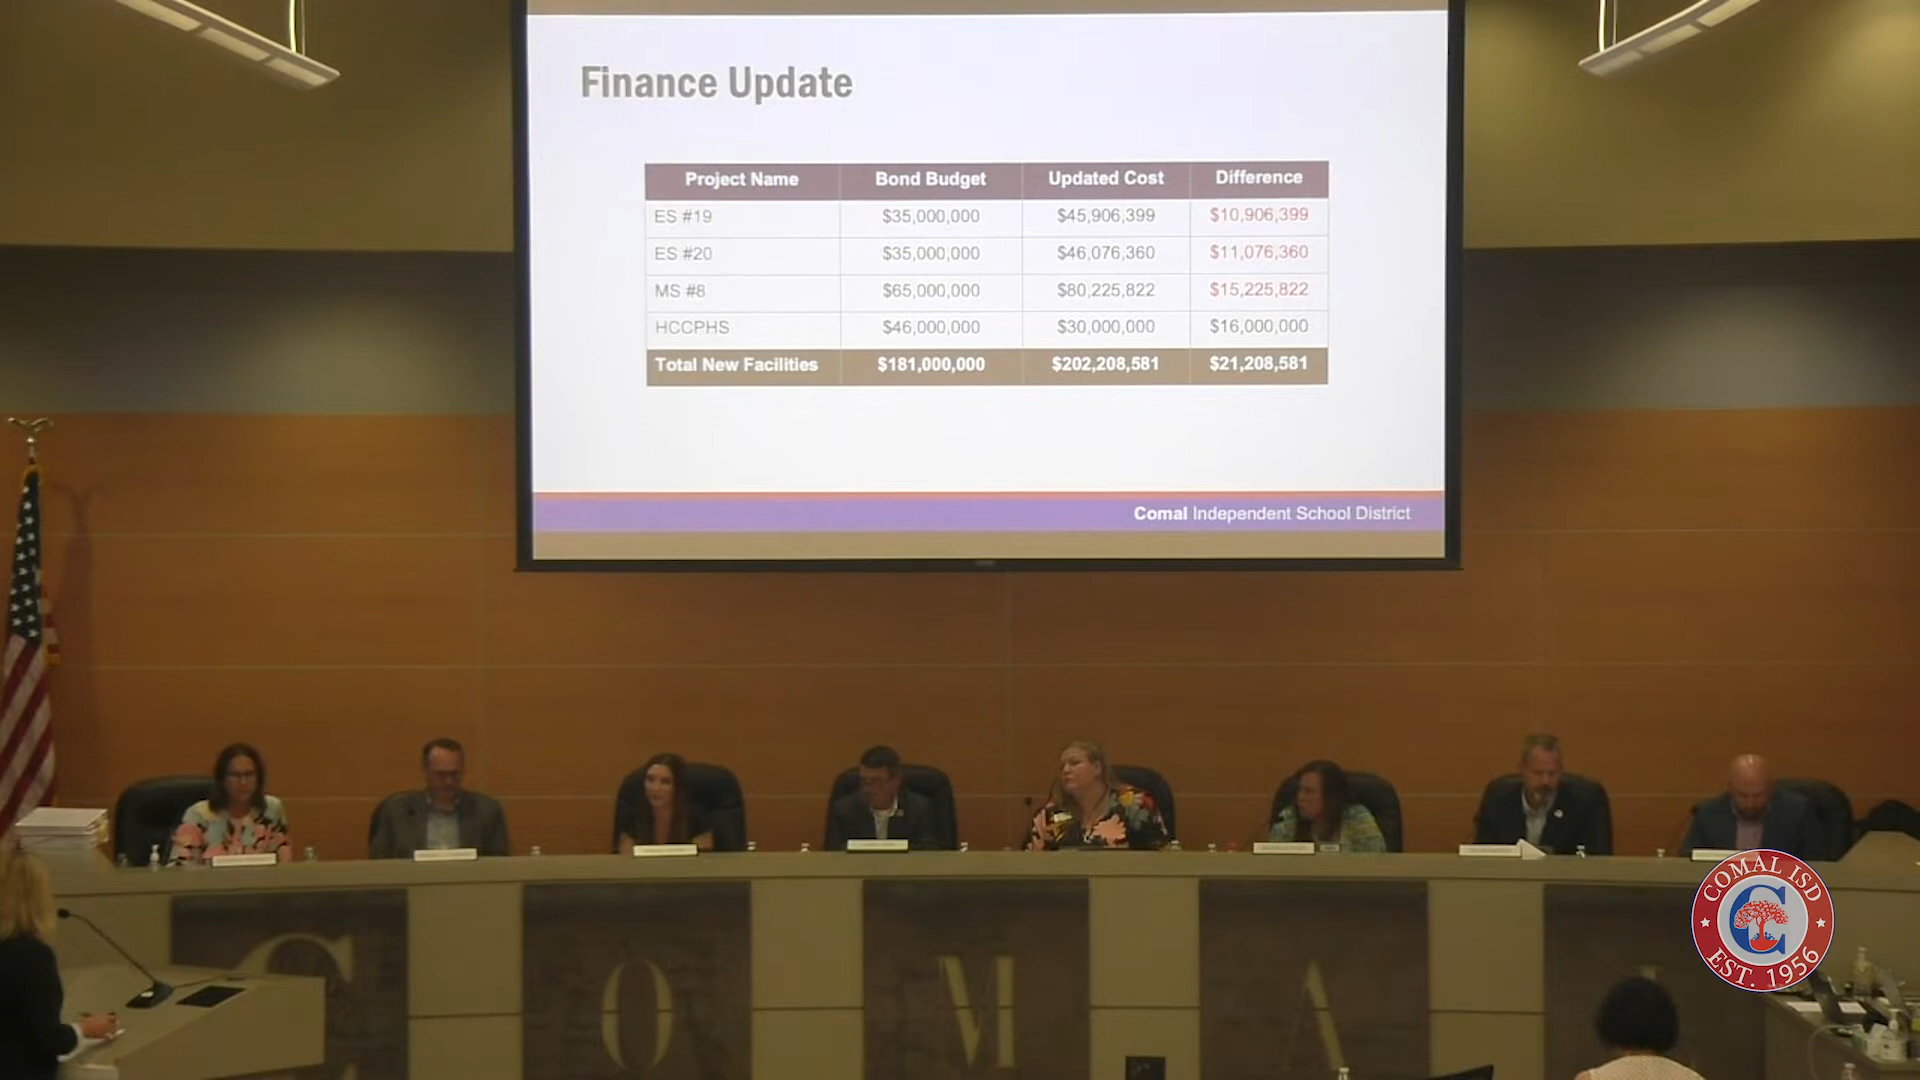 Finance Update
Project Name Bond Budget Updated Cost Difference
ES #19 $35,000,000 $45,906,399 $10,906,399
ES #20 $35,000,000 $46,076,360 $11,076,360
MS #8 $65,000,000 $80,225,822 $15,225,822
HCCPHS $46,000,000 $30,000,000 $16,000,000
Total New Facilities $181,000,000 $202,208,581 $21,208,581
Comal Independent School District
COMAL ISD
C
EST. 1956
C O M A